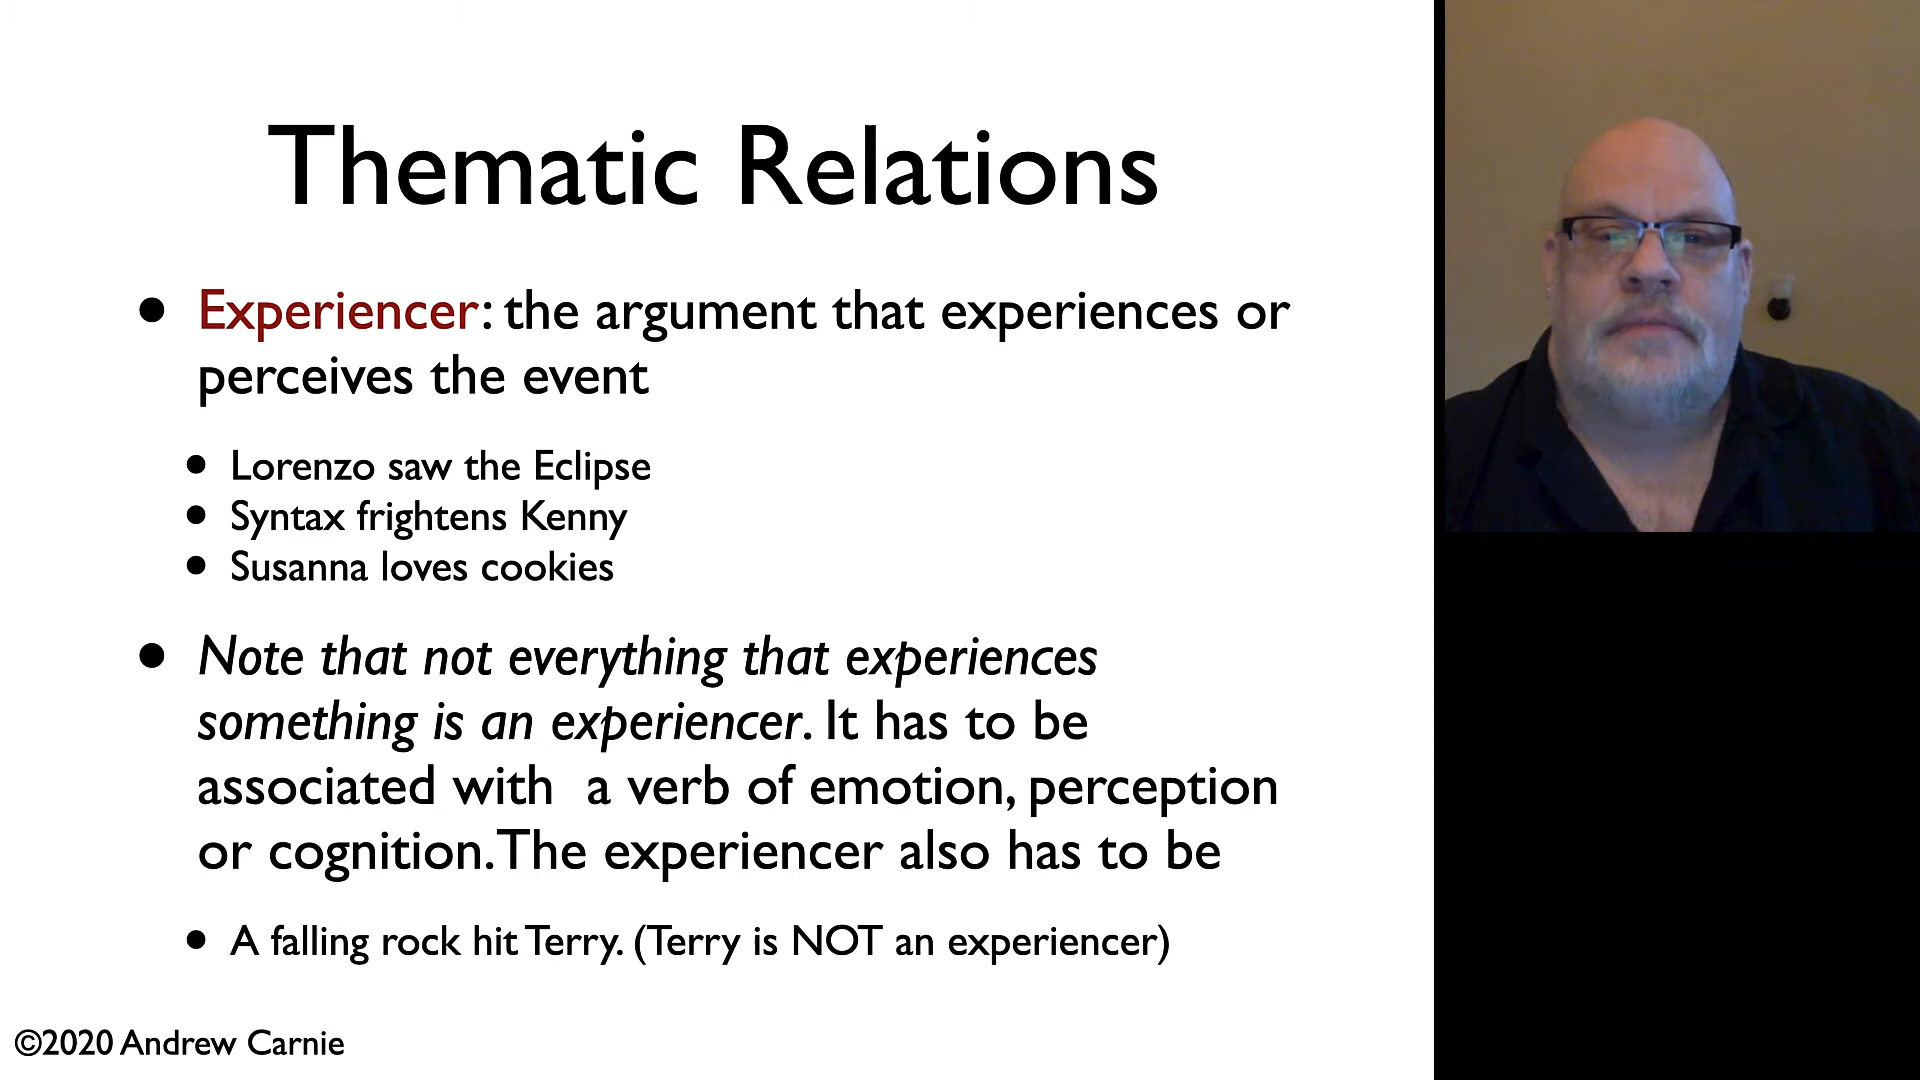 Thematic Relations
• Experiencer: the argument that experiences or
perceives the event
• Lorenzo saw the Eclipse
• Syntax frightens Kenny
• Susanna loves cookies
• Note that not everything that experiences
something is an experiencer. It has to be
associated with  a verb of emotion, perception
or cognition. The experiencer also has to be
• A falling rock hit Terry. (Terry is NOT an experiencer)
©2020 Andrew Carnie